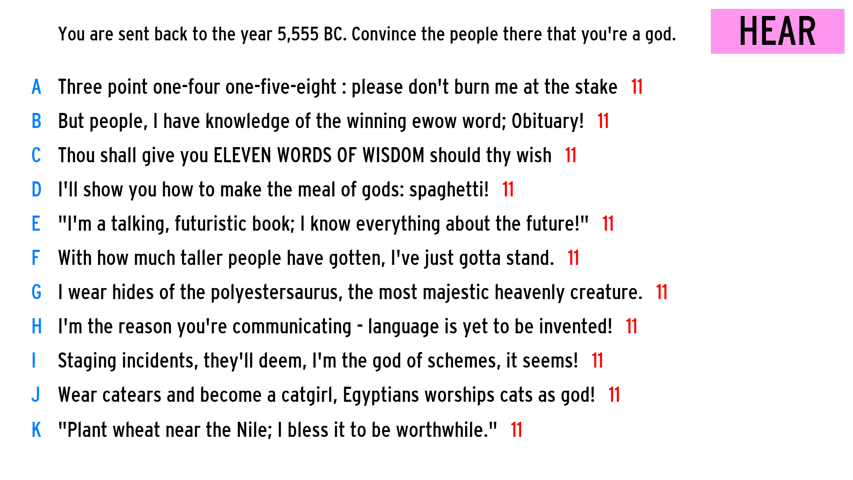 You are sent back to the year 5,555 BC. Convince the people there that you're a god.
HEAR
A Three point one-four one-five-eight : please don't burn me at the stake 11
B But people, I have knowledge of the winning ewow word; Obituary! 11
C Thou shall give you ELEVEN WORDS OF WISDOM should thy wish 11
D I'll show you how to make the meal of gods: spaghetti! 11
E "I'm a talking, futuristic book; I know everything about the future!" 11
F With how much taller people have gotten, I've just gotta stand. 11
G I wear hides of the polyestersaurus, the most majestic heavenly creature. 11
H I'm the reason you're communicating - language is yet to be invented! 11
I Staging incidents, they'll deem, I'm the god of schemes, it seems! 11
J Wear catears and become a catgirl, Egyptians worships cats as god! 11
K "Plant wheat near the Nile; I bless it to be worthwhile." 11